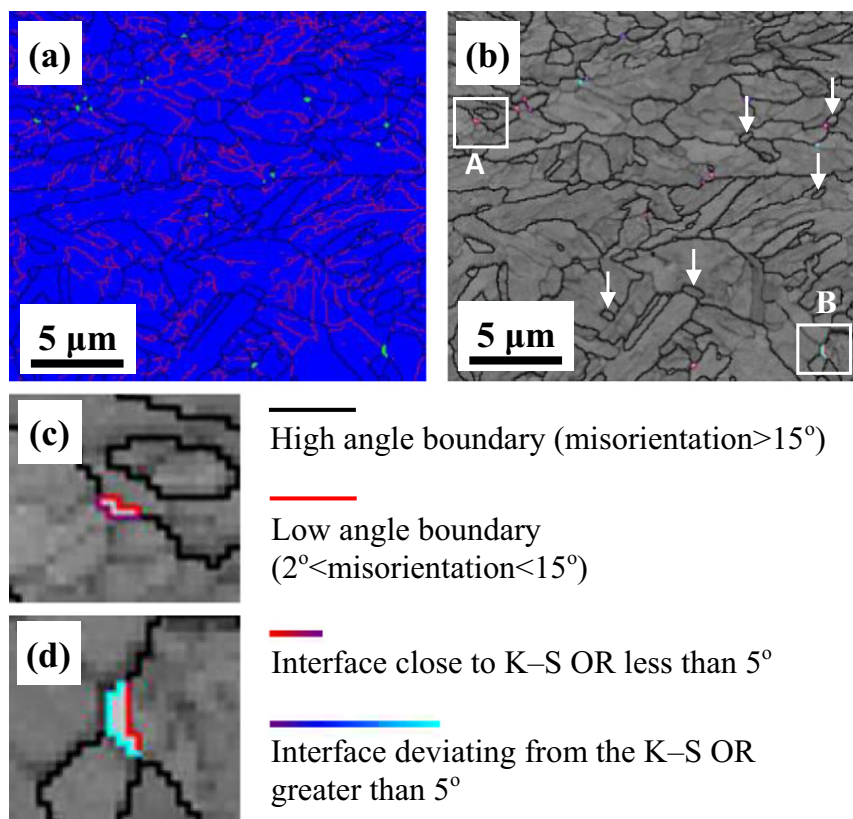 (a)
(b)
A
B
5 μm
5 μm
(c)
High angle boundary (misorientation>15°)
Low angle boundary
(2°<misorientation<15°)
(d)
Interface close to K–S OR less than 5°
Interface deviating from the K–S OR
greater than 5°